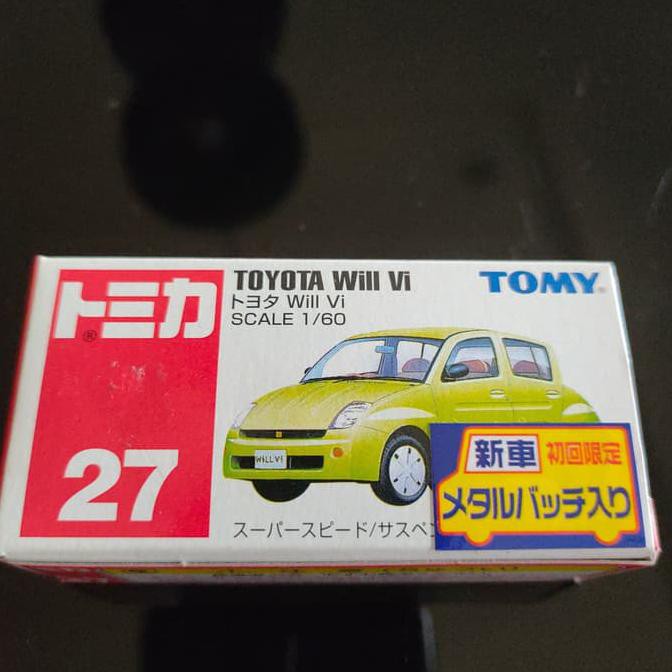 トミカ®
27
TOYOTA Will Vi
トヨタ Will Vi
SCALE 1/60
TOMY®
WiLL Vi
スーパースピード/サスペ
新車 初回限定
メタルバッチ入り